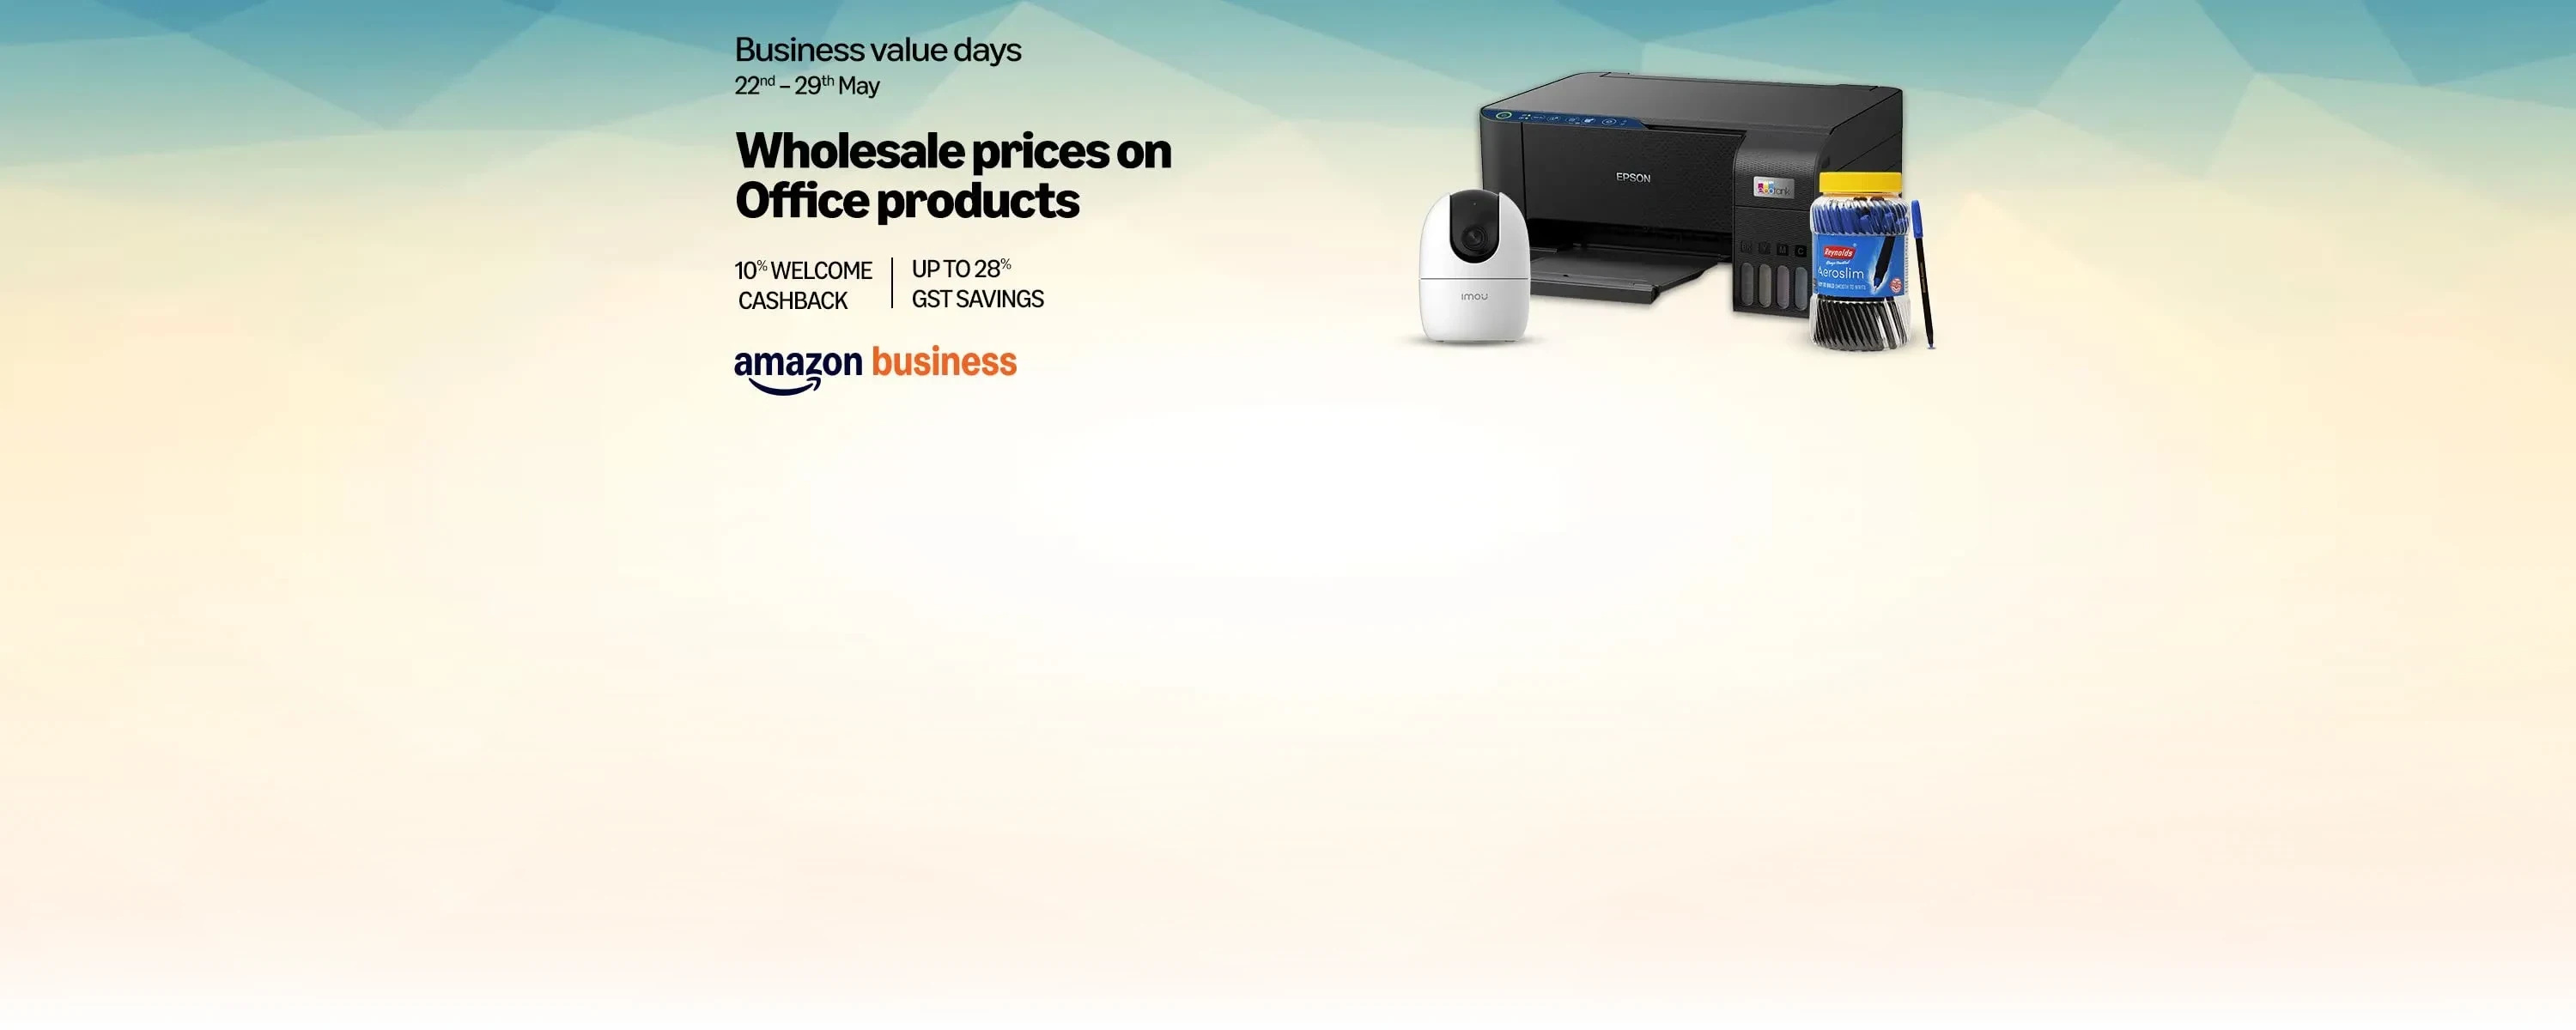 Business value days
22nd – 29th May
Wholesale prices on
Office products
10% WELCOME
CASHBACK
UP TO 28%
GST SAVINGS
amazon business
EPSON
imou
Reynolds
Aeroslim